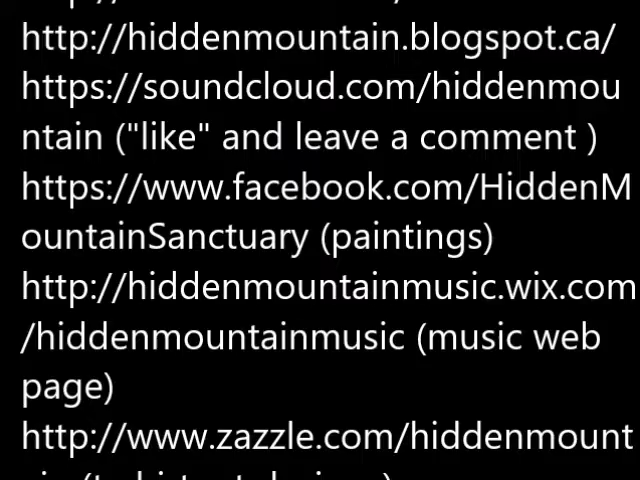 http://hiddenmountain.blogspot.ca/
https://soundcloud.com/hiddenmou
ntain ("like" and leave a comment )
https://www.facebook.com/HiddenM
ountainSanctuary (paintings)
http://hiddenmountainmusic.wix.com
/hiddenmountainmusic (music web
page)
http://www.zazzle.com/hiddenmount